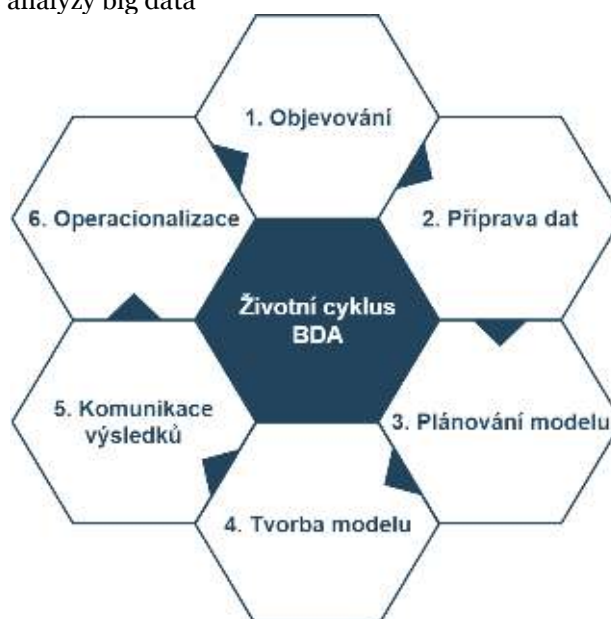 analýzy big data
1. Objevování
2. Příprava dat
3. Plánování modelu
4. Tvorba modelu
5. Komunikace
výsledků
6. Operacionalizace
Životní cyklus
BDA